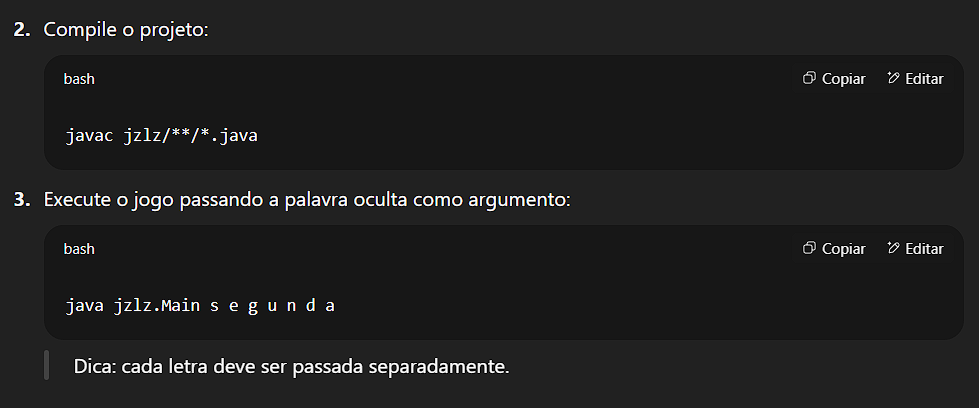 2. Compile o projeto:
bash
Copiar
Editar
javac jzlz/**/*.java
3. Execute o jogo passando a palavra oculta como argumento:
bash
Copiar
Editar
java jzlz.Main s e g u n d a
Dica: cada letra deve ser passada separadamente.